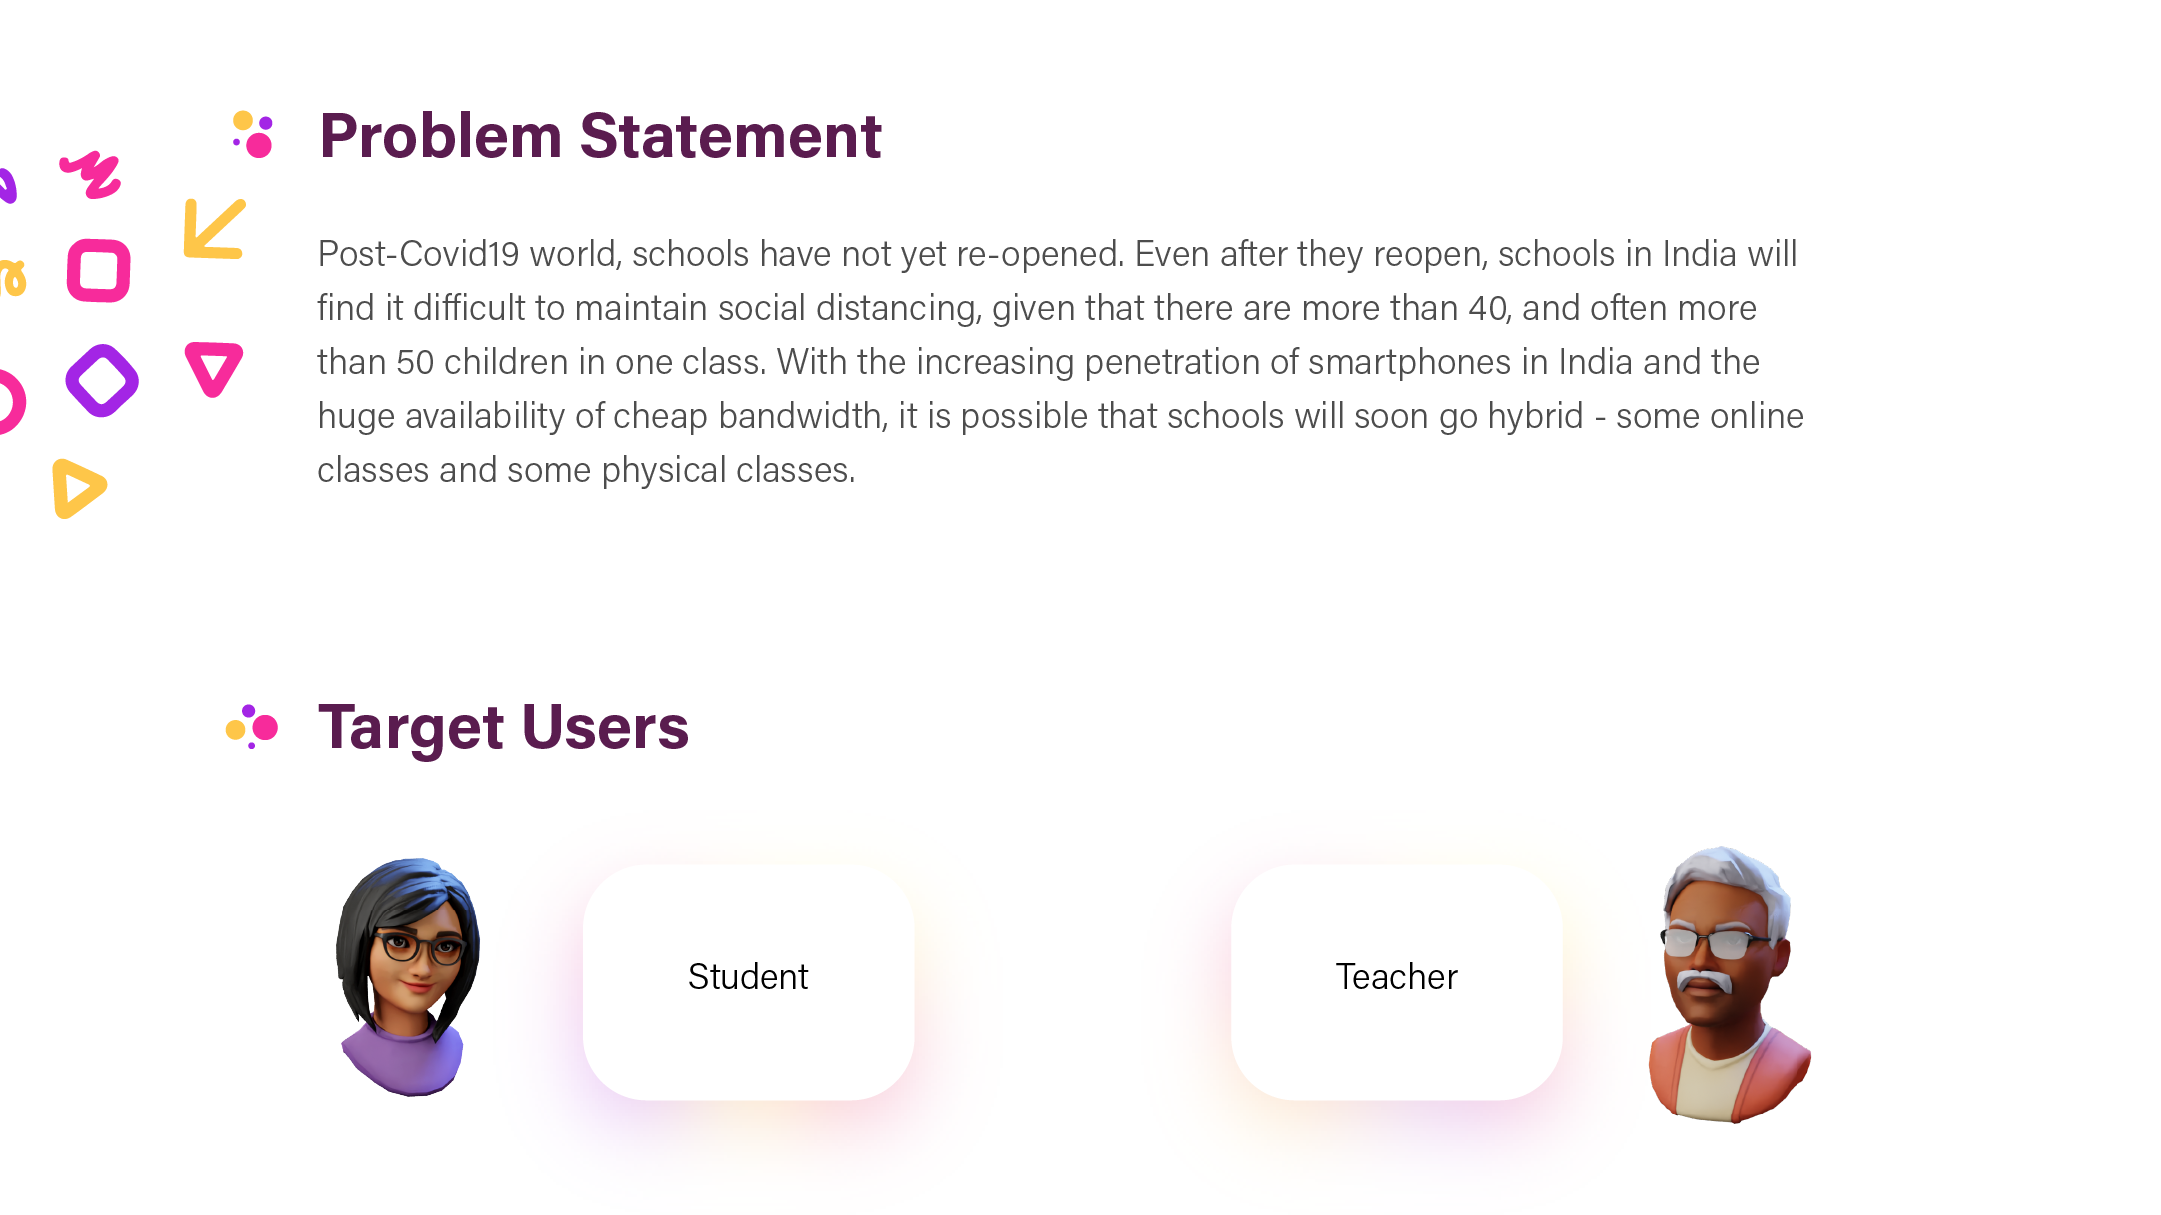 Problem Statement
Post-Covid19 world, schools have not yet re-opened. Even after they reopen, schools in India will
find it difficult to maintain social distancing, given that there are more than 40, and often more
than 50 children in one class. With the increasing penetration of smartphones in India and the
huge availability of cheap bandwidth, it is possible that schools will soon go hybrid - some online
classes and some physical classes.
Target Users
Student
Teacher